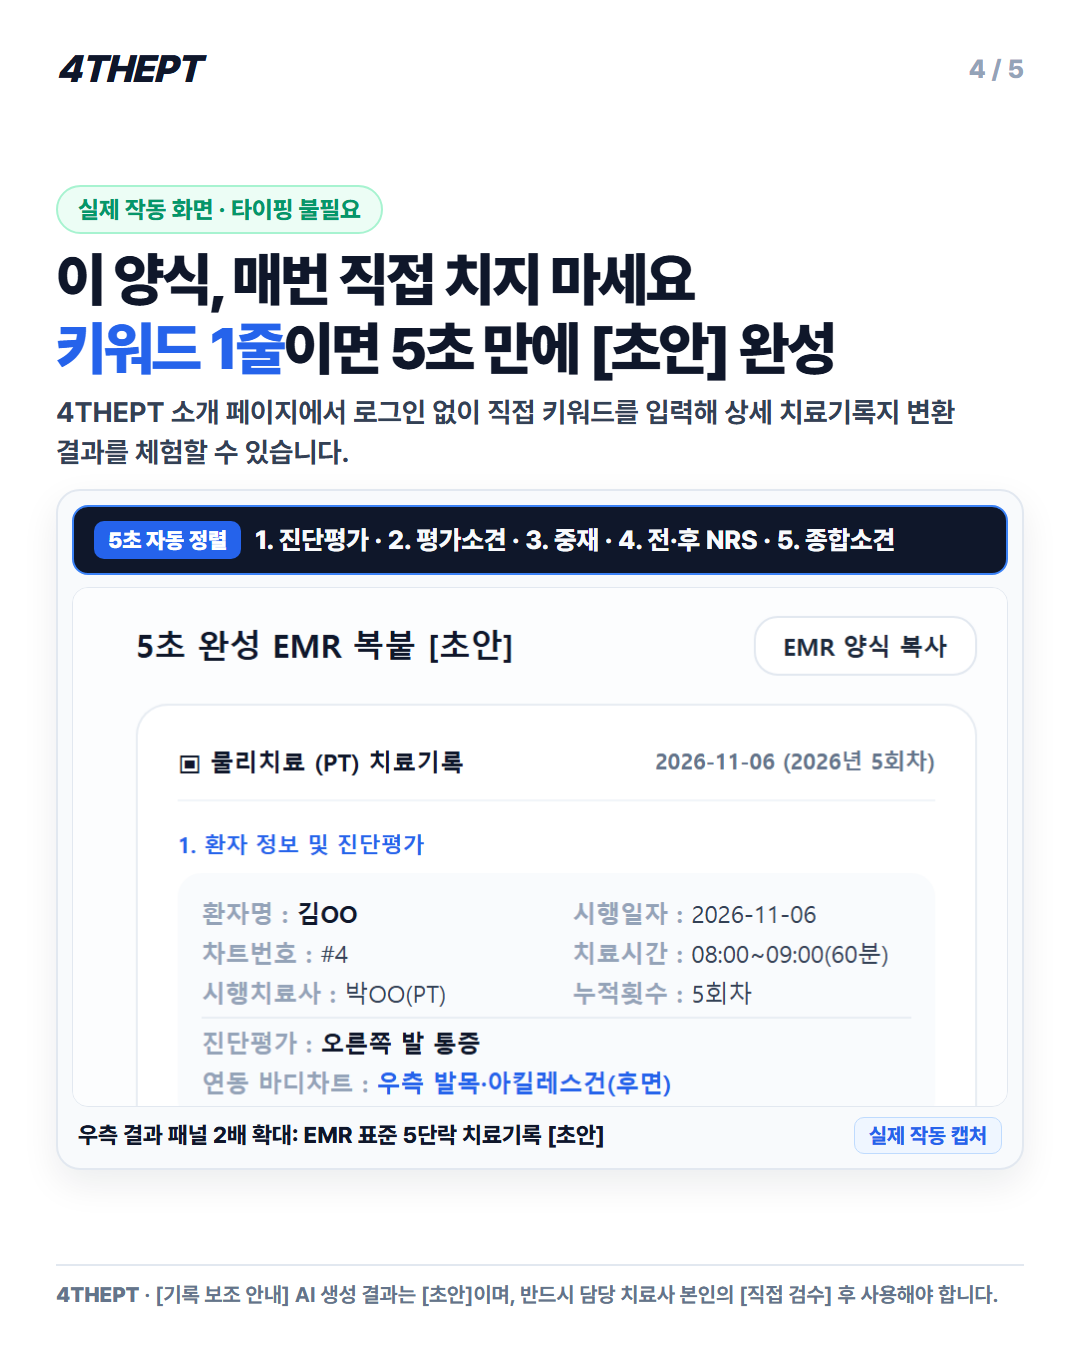 4THEPT
4 / 5
실제 작동 화면 · 타이핑 불필요
이 양식, 매번 직접 치지 마세요
키워드 1줄이면 5초 만에 [초안] 완성
4THEPT 소개 페이지에서 로그인 없이 직접 키워드를 입력해 상세 치료기록지 변환
결과를 체험할 수 있습니다.
5초 자동 정렬 1. 진단평가 · 2. 평가소견 · 3. 중재 · 4. 전·후 NRS · 5. 종합소견
5초 완성 EMR 복붙 [초안]
EMR 양식 복사
▣ 물리치료 (PT) 치료기록
2026-11-06 (2026년 5회차)
1. 환자 정보 및 진단평가
환자명 : 김OO
시행일자 : 2026-11-06
차트번호 : #4
치료시간 : 08:00~09:00(60분)
시행치료사 : 박OO(PT)
누적횟수 : 5회차
진단평가 : 오른쪽 발 통증
연동 바디차트 : 우측 발목·아킬레스건(후면)
우측 결과 패널 2배 확대: EMR 표준 5단락 치료기록 [초안]
실제 작동 캡처
4THEPT · [기록 보조 안내] AI 생성 결과는 [초안]이며, 반드시 담당 치료사 본인의 [직접 검수] 후 사용해야 합니다.